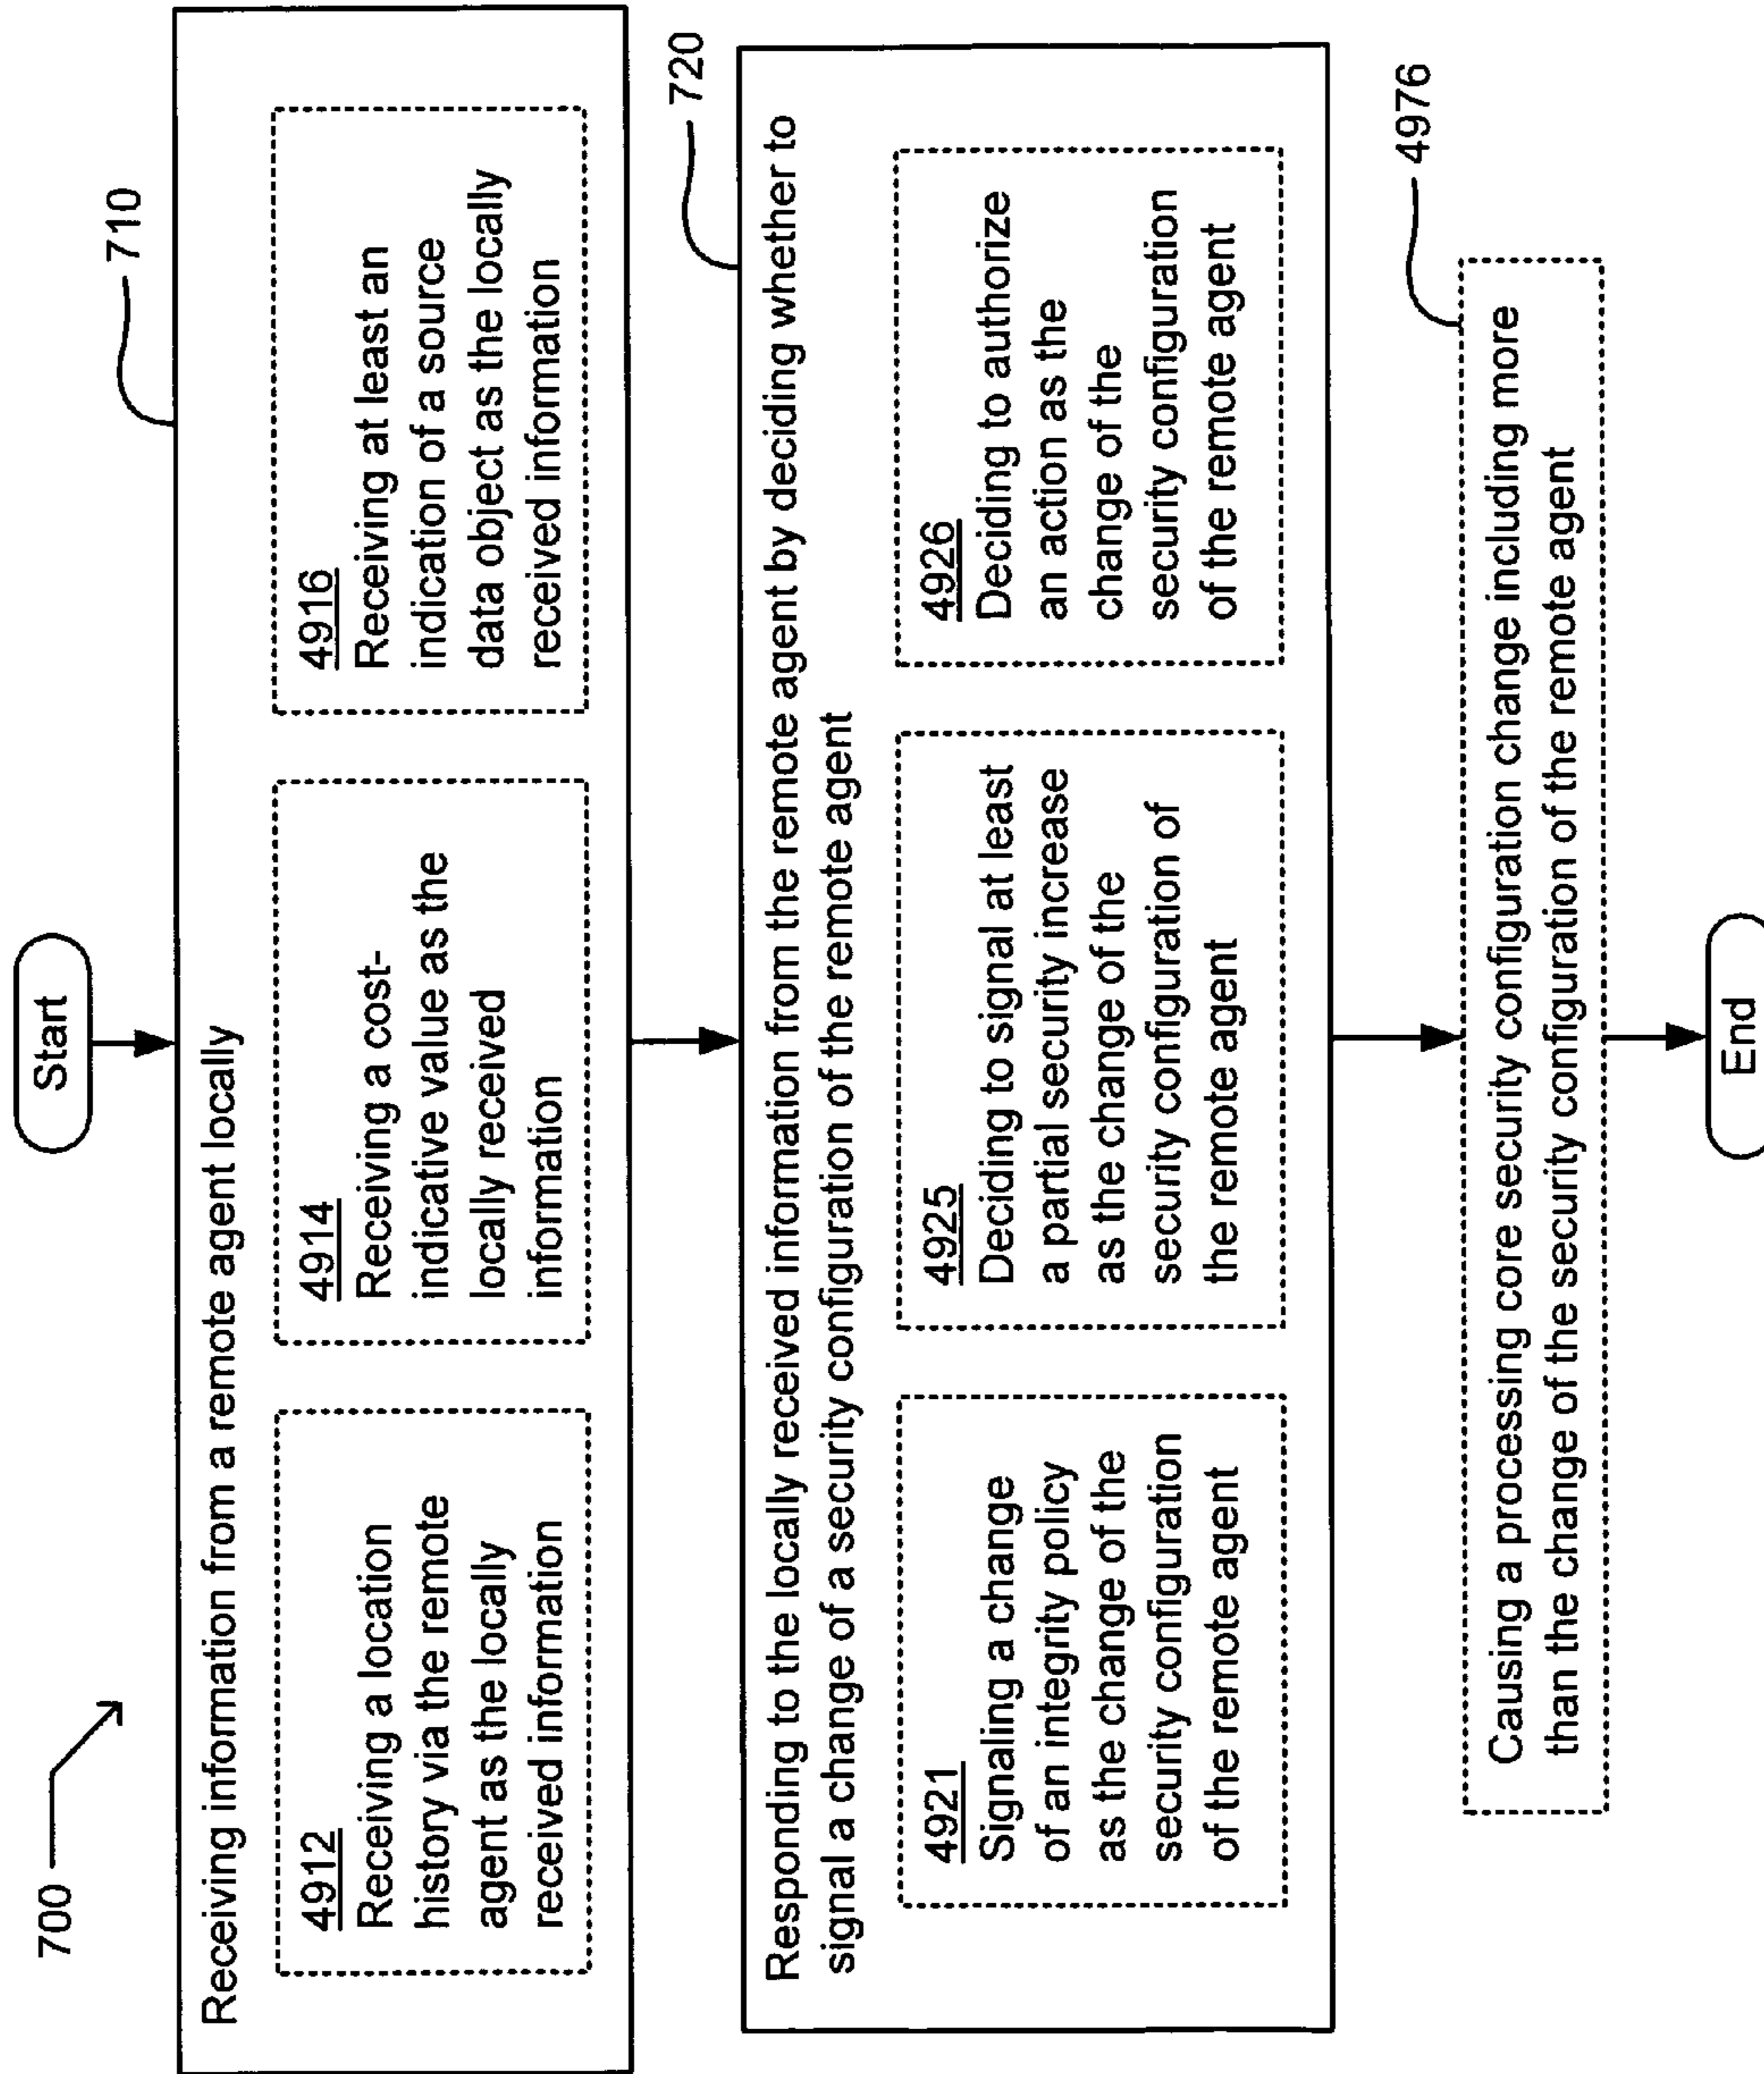 700
Start
710
Receiving information from a remote agent locally
4912
Receiving a location
history via the remote
agent as the locally
received information
4914
Receiving a cost-
indicative value as the
locally received
information
4916
Receiving at least an
indication of a source
data object as the locally
received information
720
Responding to the locally received information from the remote agent by deciding whether to
signal a change of a security configuration of the remote agent
4921
Signaling a change
of an integrity policy
as the change of the
security configuration
of the remote agent
4925
Deciding to signal at least
a partial security increase
as the change of the
security configuration of
the remote agent
4926
Deciding to authorize
an action as the
change of the
security configuration
of the remote agent
4976
Causing a processing core security configuration change including more
than the change of the security configuration of the remote agent
End